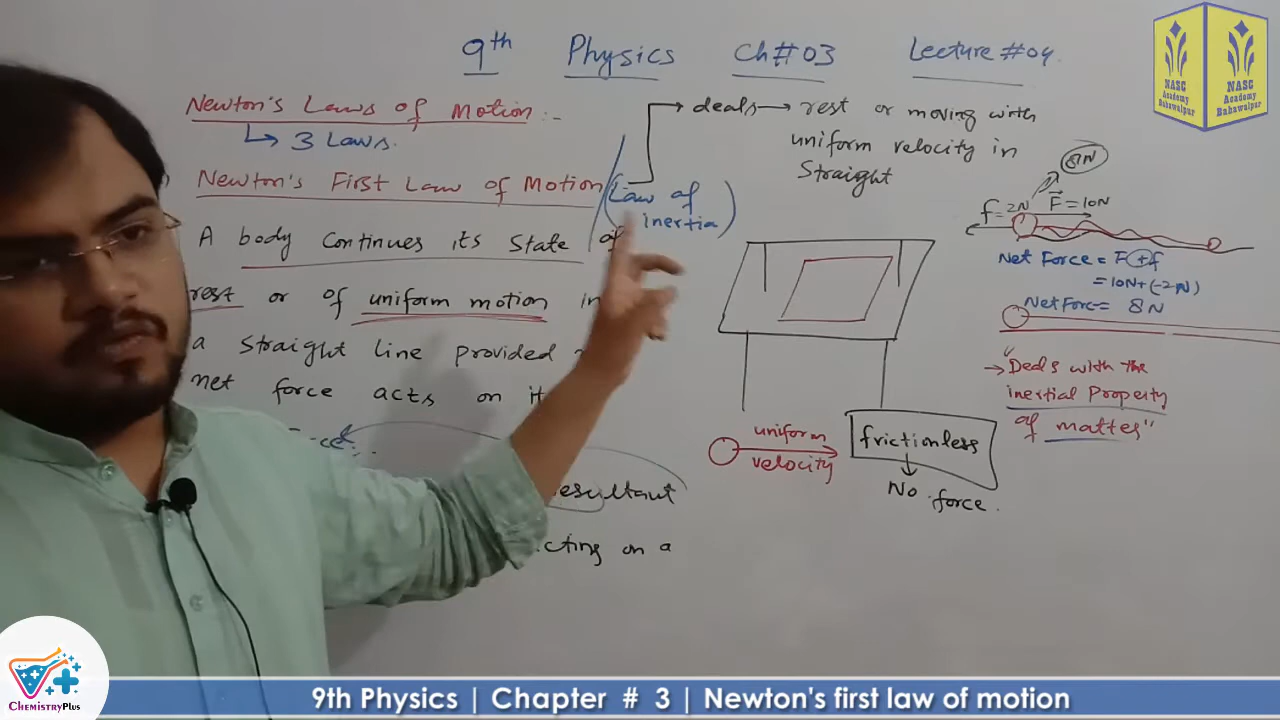 9th Physics Ch#03 Lecture #04.
Newton's Laws of Motion:-
↳ 3 Laws.
Newton's First Law of Motion
(Law of
inertia)
deals → rest or moving with
uniform velocity in
Straight
A body continues its State of
rest or of uniform motion in
a straight line provided
net force acts on it
resultant
acting on a
uniform
velocity
frictionless
No force.
8N
f=2N F=10N
Net Force = F+f
= 10N+(-2N)
Net Force = 8N
→ "Deals with the
inertial Property
of matter"
NASC
Academy
Bahawalpur
NASC
Academy
Bahawalpur
ChemistryPlus
9th Physics | Chapter # 3 | Newton's first law of motion